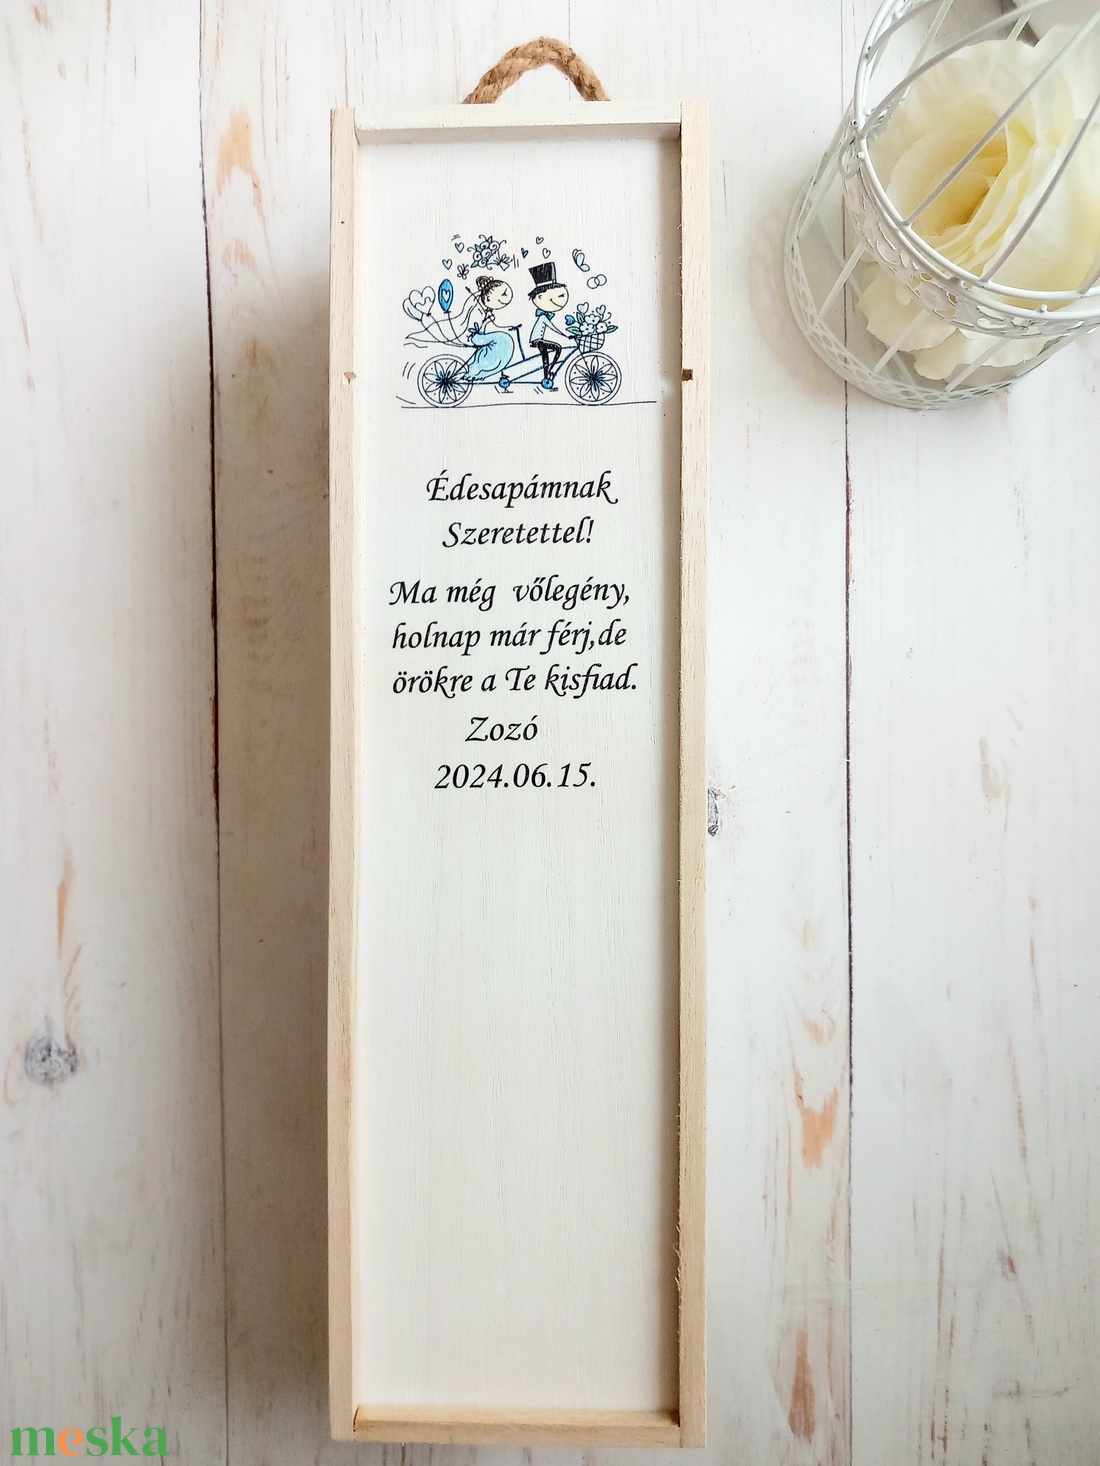 Édesapámnak
Szeretettel!
Ma még vőlegény,
holnap már férj,de
örökre a Te kisfiad.
Zozó
2024.06.15.
meska